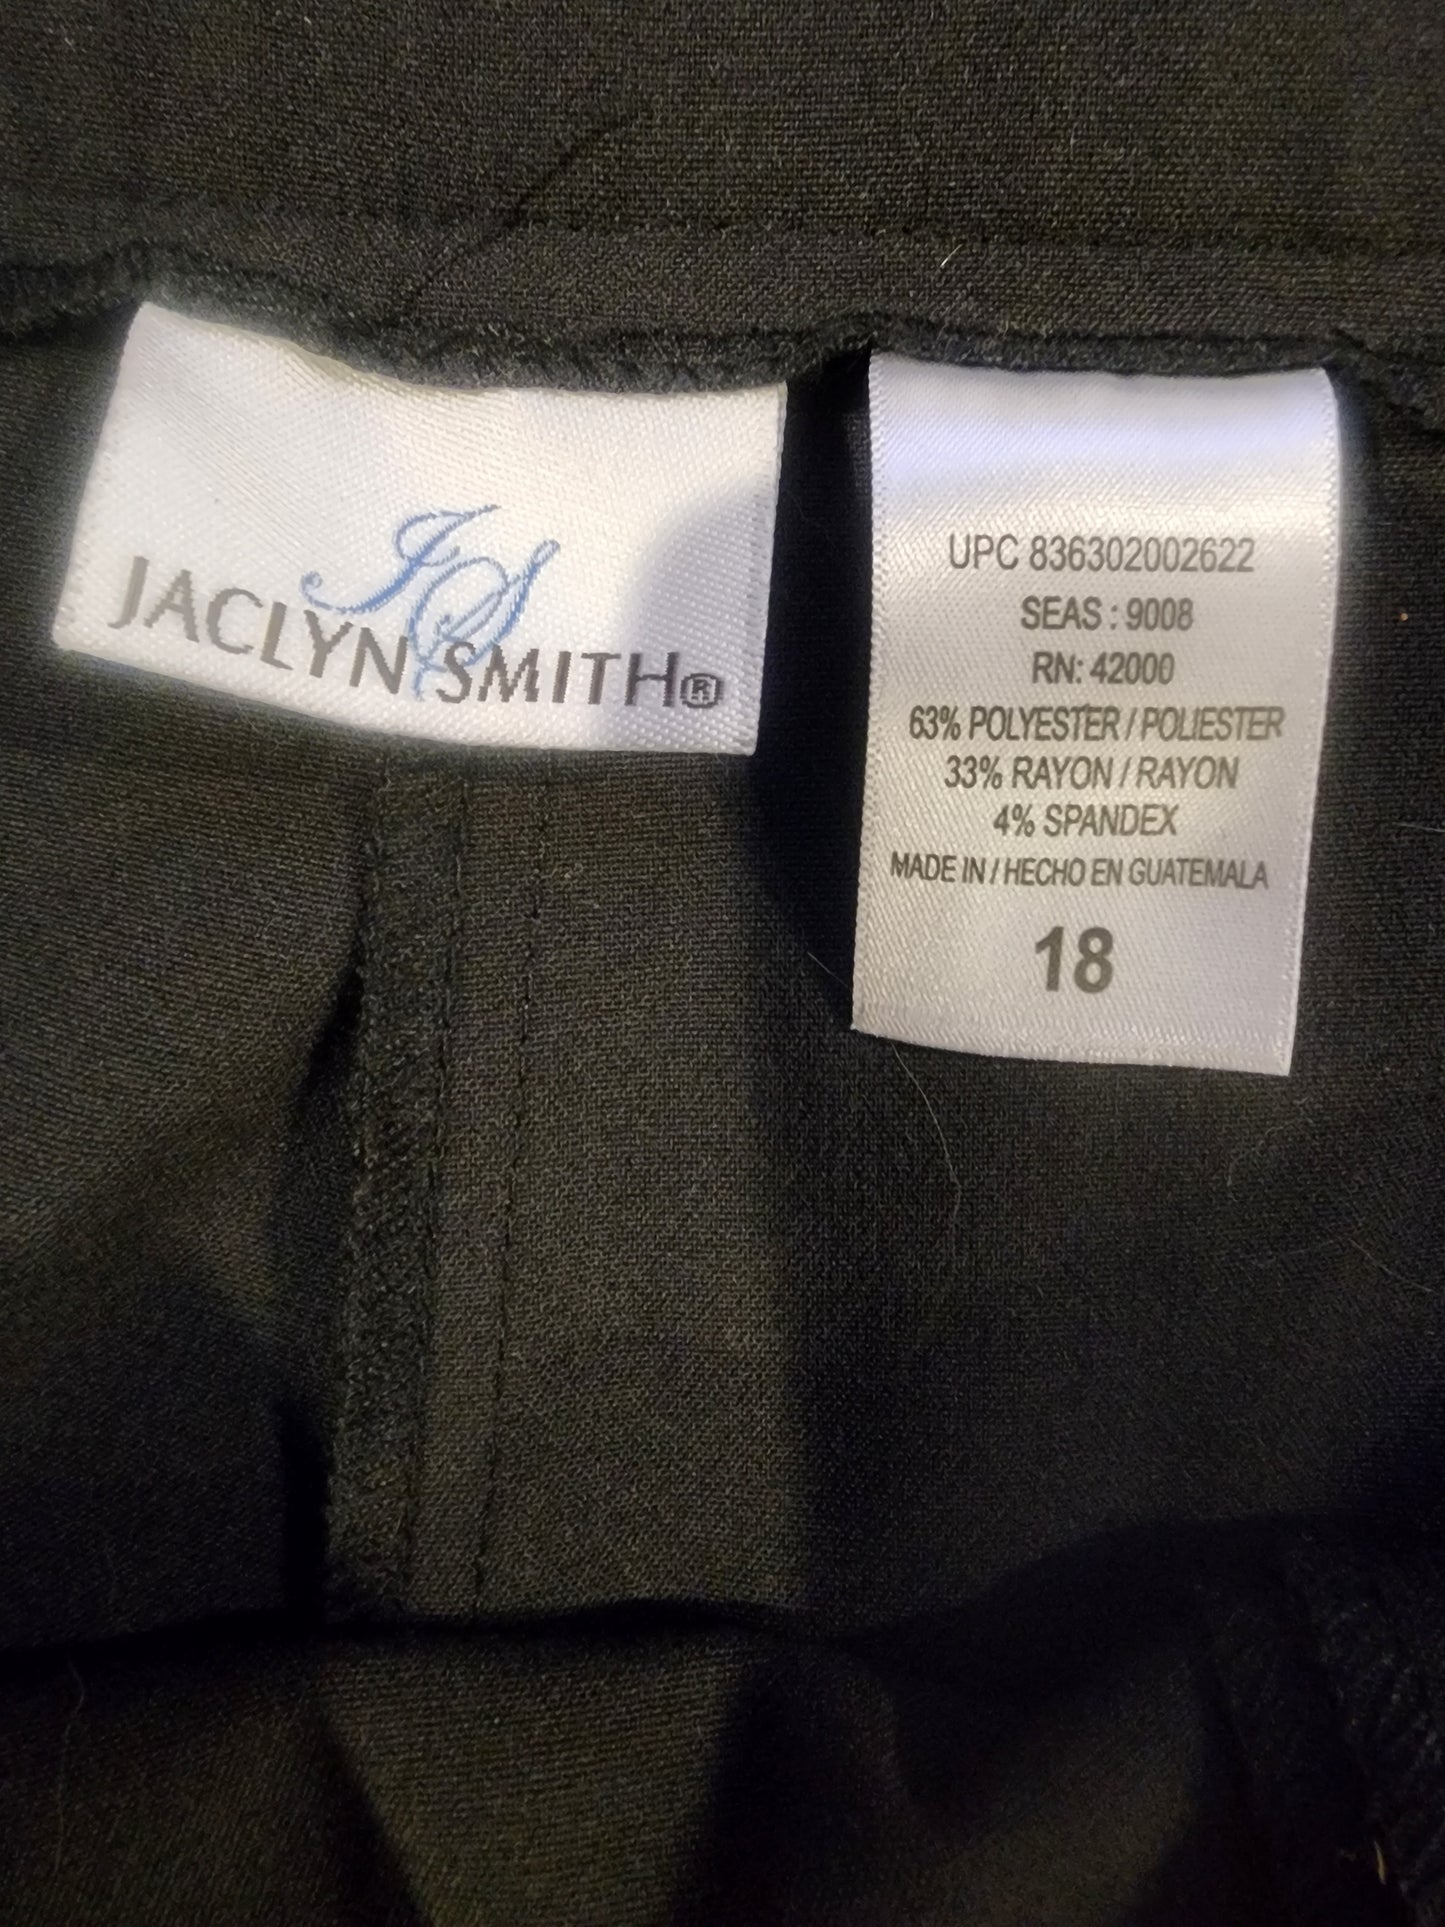 JS
JACLYN SMITH®
UPC 836302002622
SEAS : 9008
RN: 42000
63% POLYESTER / POLIESTER
33% RAYON / RAYON
4% SPANDEX
MADE IN / HECHO EN GUATEMALA
18